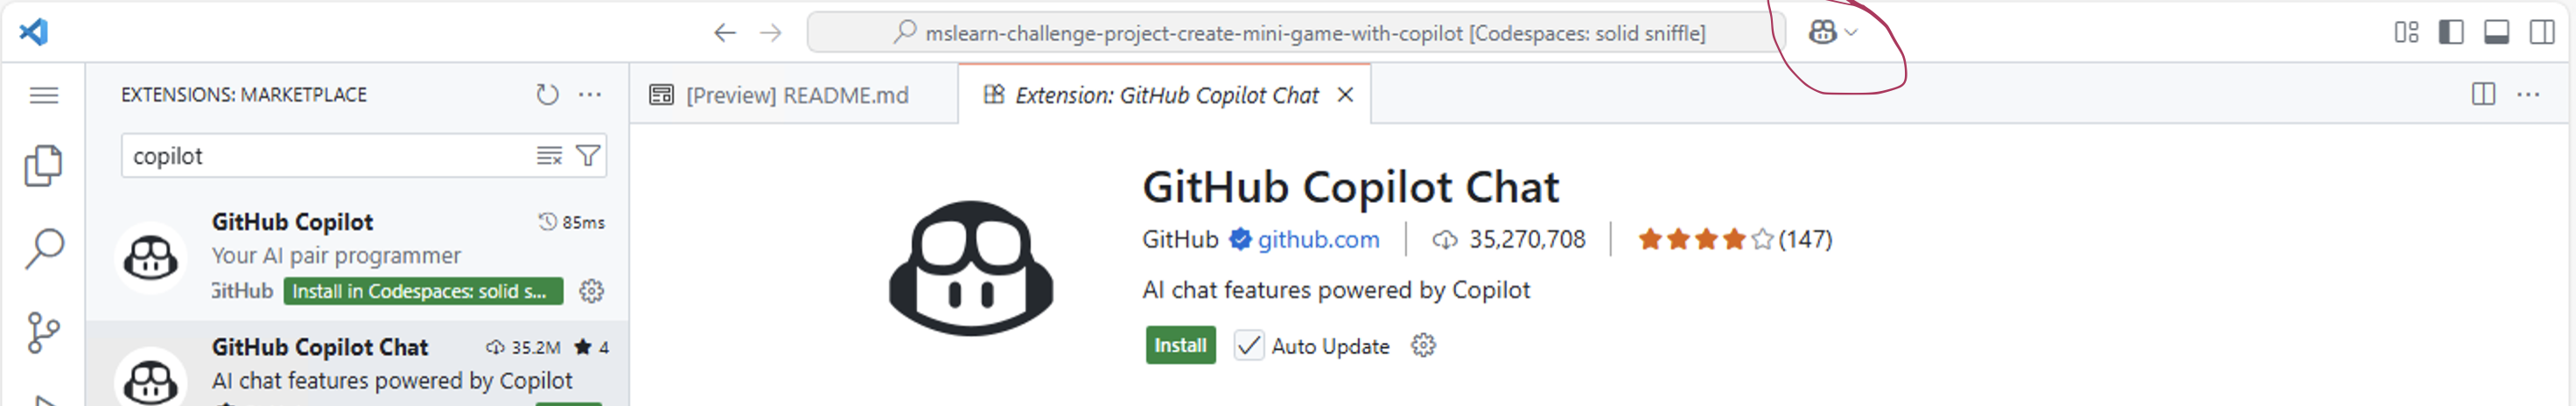 mslearn-challenge-project-create-mini-game-with-copilot [Codespaces: solid sniffle]
EXTENSIONS: MARKETPLACE
copilot
GitHub Copilot 85ms
Your AI pair programmer
GitHub Install in Codespaces: solid s...
GitHub Copilot Chat 35.2M ★ 4
AI chat features powered by Copilot
[Preview] README.md
Extension: GitHub Copilot Chat
GitHub Copilot Chat
GitHub github.com | 35,270,708 | ★★★★☆ (147)
AI chat features powered by Copilot
Install Auto Update